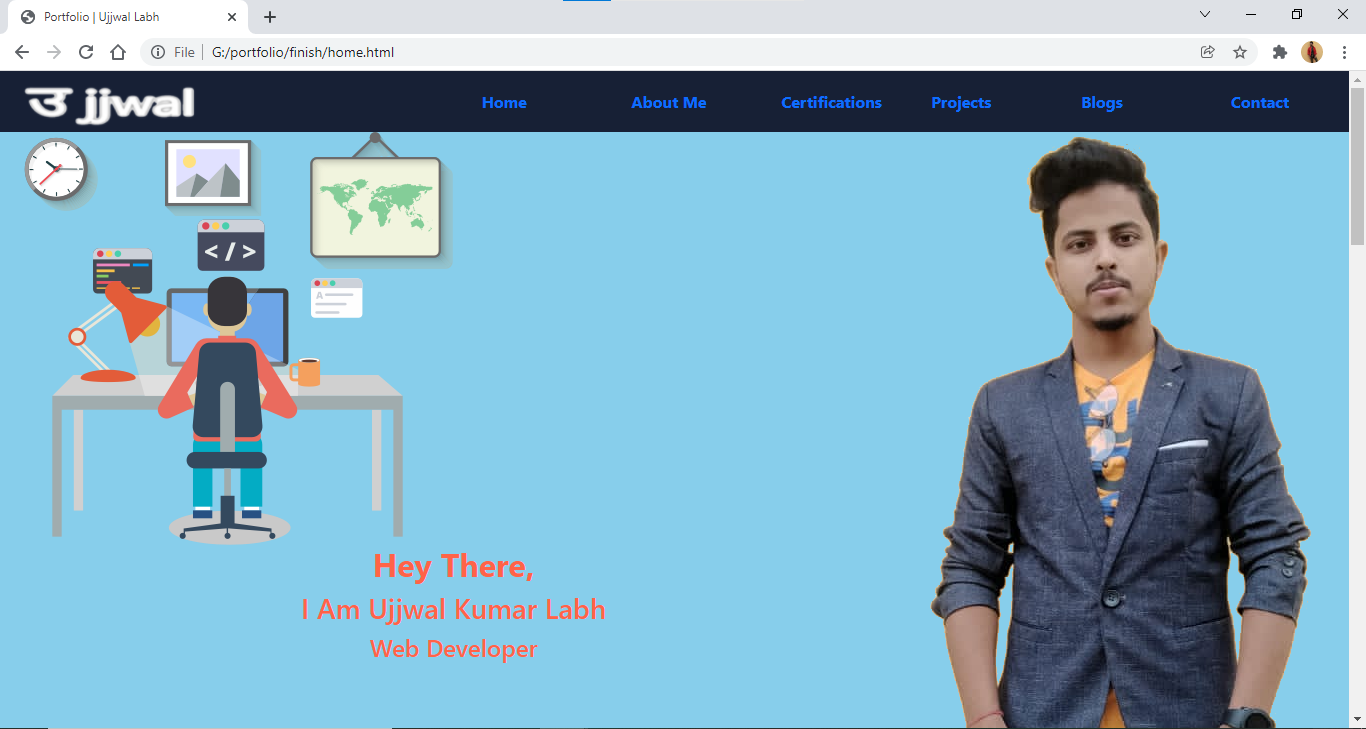 Portfolio | Ujjwal Labh
File G:/portfolio/finish/home.html
उ jjwal Home About Me Certifications Projects Blogs Contact
</>
A
Hey There,
I Am Ujjwal Kumar Labh
Web Developer